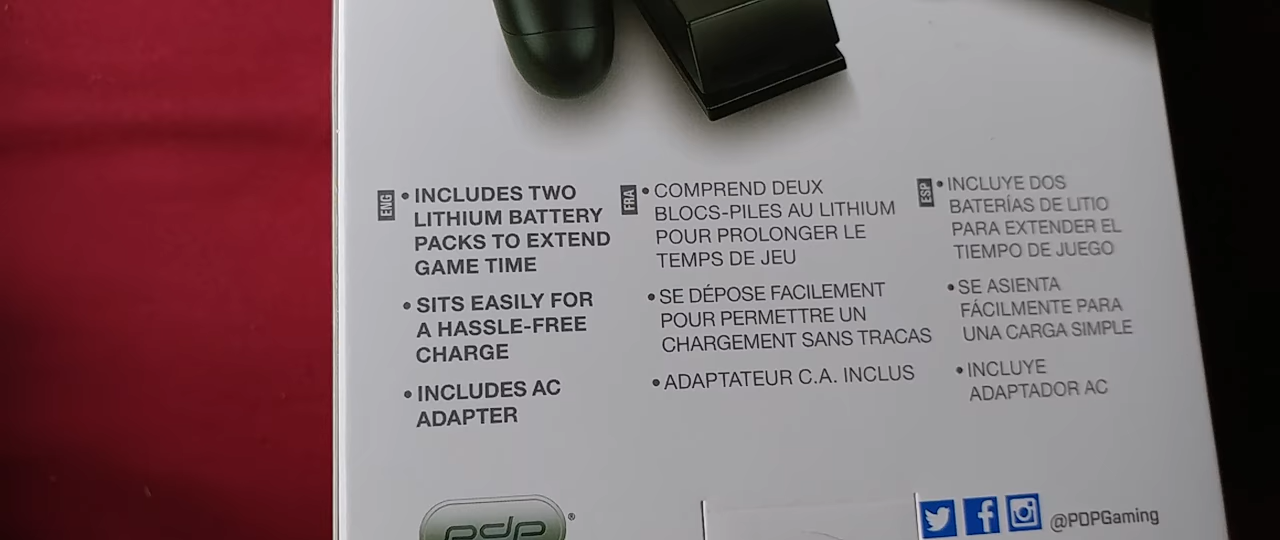 ENG
• INCLUDES TWO
LITHIUM BATTERY
PACKS TO EXTEND
GAME TIME
• SITS EASILY FOR
A HASSLE-FREE
CHARGE
• INCLUDES AC
ADAPTER
FRA
• COMPREND DEUX
BLOCS-PILES AU LITHIUM
POUR PROLONGER LE
TEMPS DE JEU
• SE DÉPOSE FACILEMENT
POUR PERMETTRE UN
CHARGEMENT SANS TRACAS
• ADAPTATEUR C.A. INCLUS
ESP
• INCLUYE DOS
BATERÍAS DE LITIO
PARA EXTENDER EL
TIEMPO DE JUEGO
• SE ASIENTA
FÁCILMENTE PARA
UNA CARGA SIMPLE
• INCLUYE
ADAPTADOR AC
pdp®
@PDPGaming